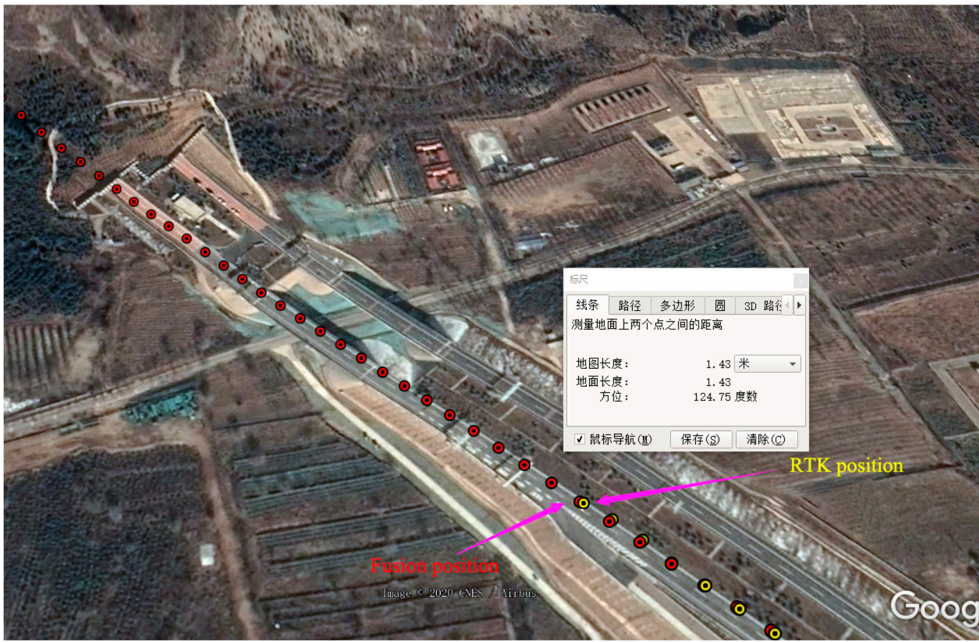 标尺
线条 路径 多边形 圆 3D 路径
测量地面上两个点之间的距离
地图长度： 1.43 米
地面长度： 1.43
方位： 124.75 度数
鼠标导航(M) 保存(S) 清除(C)
RTK position
Fusion position
Image © 2020 CNES / Airbus
Goog